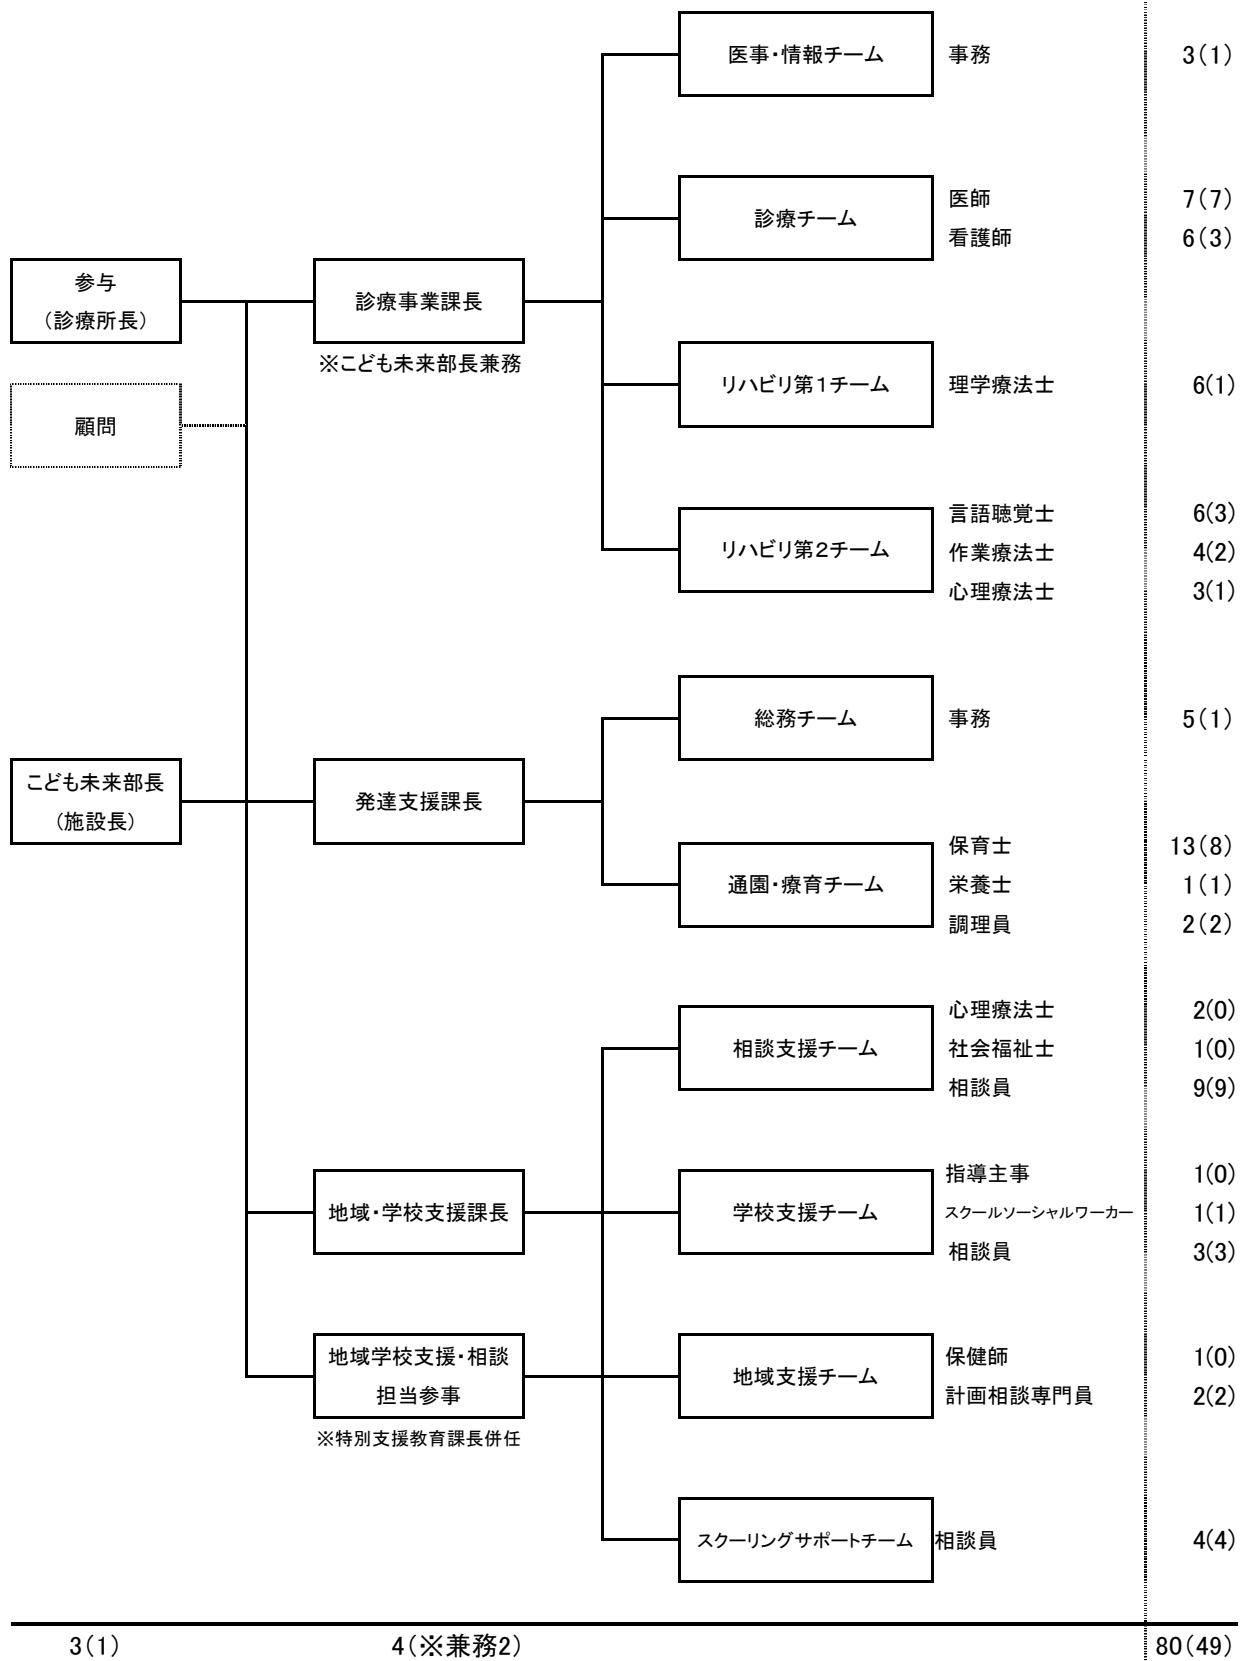 医事・情報チーム 事務 3(1)
診療チーム 医師 7(7)
看護師 6(3)
参与
(診療所長)
診療事業課長
※こども未来部長兼務
リハビリ第1チーム 理学療法士 6(1)
顧問
リハビリ第2チーム 言語聴覚士 6(3)
作業療法士 4(2)
心理療法士 3(1)
総務チーム 事務 5(1)
こども未来部長
(施設長)
発達支援課長
通園・療育チーム 保育士 13(8)
栄養士 1(1)
調理員 2(2)
相談支援チーム 心理療法士 2(0)
社会福祉士 1(0)
相談員 9(9)
地域・学校支援課長
学校支援チーム 指導主事 1(0)
スクールソーシャルワーカー 1(1)
相談員 3(3)
地域学校支援・相談
担当参事
※特別支援教育課長併任
地域支援チーム 保健師 1(0)
計画相談専門員 2(2)
スクーリングサポートチーム 相談員 4(4)
3(1) 4(※兼務2) 80(49)